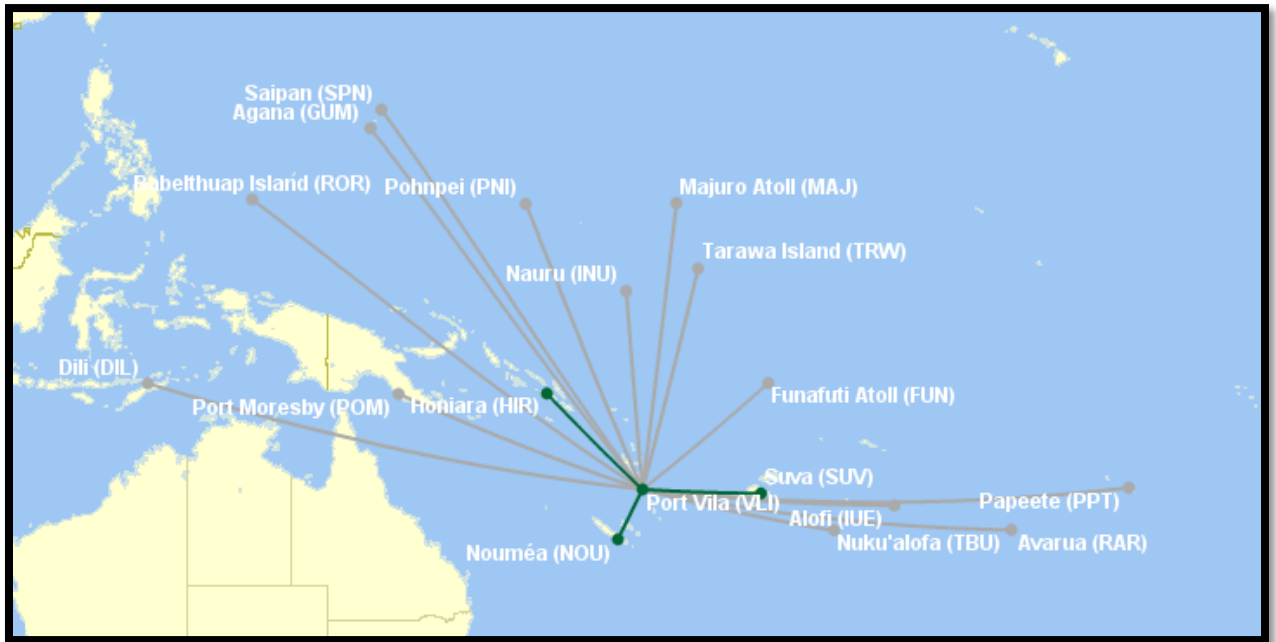 Saipan (SPN)
Agana (GUM)
Babelthuap Island (ROR)
Pohnpei (PNI)
Majuro Atoll (MAJ)
Tarawa Island (TRW)
Nauru (INU)
Dili (DIL)
Port Moresby (POM)
Honiara (HIR)
Funafuti Atoll (FUN)
Suva (SUV)
Port Vila (VLI)
Alofi (IUE)
Papeete (PPT)
Nouméa (NOU)
Nuku'alofa (TBU)
Avarua (RAR)